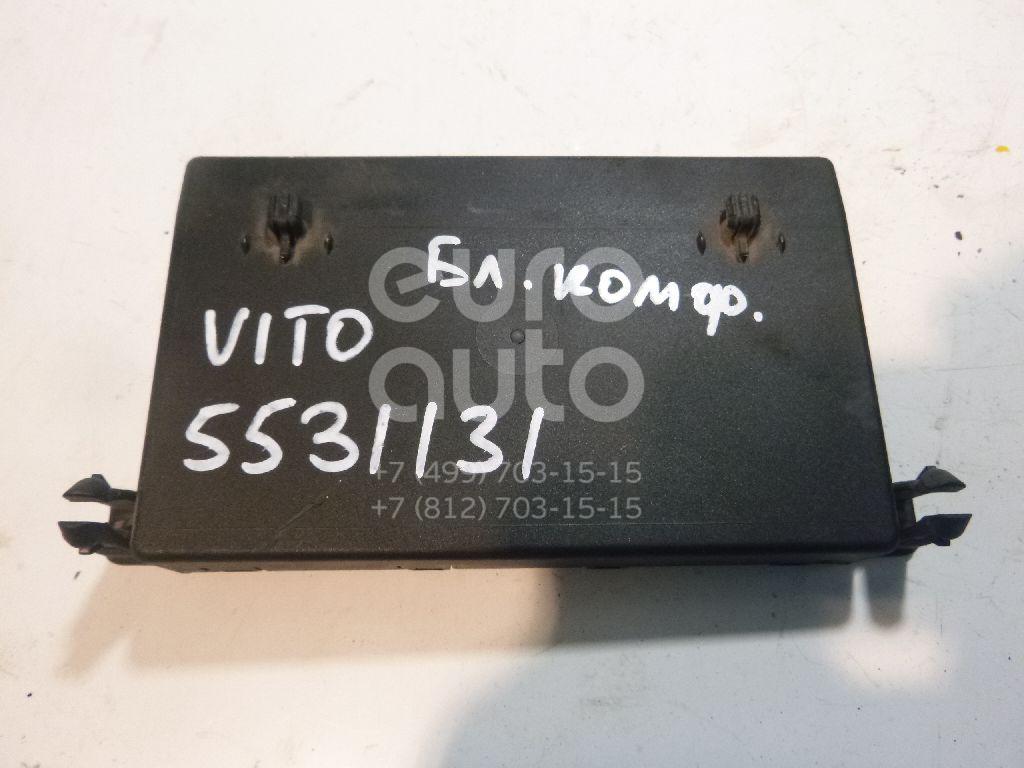 Бл. комф.
VITO
5531131
euro
auto
+7 (499) 703-15-15
+7 (812) 703-15-15